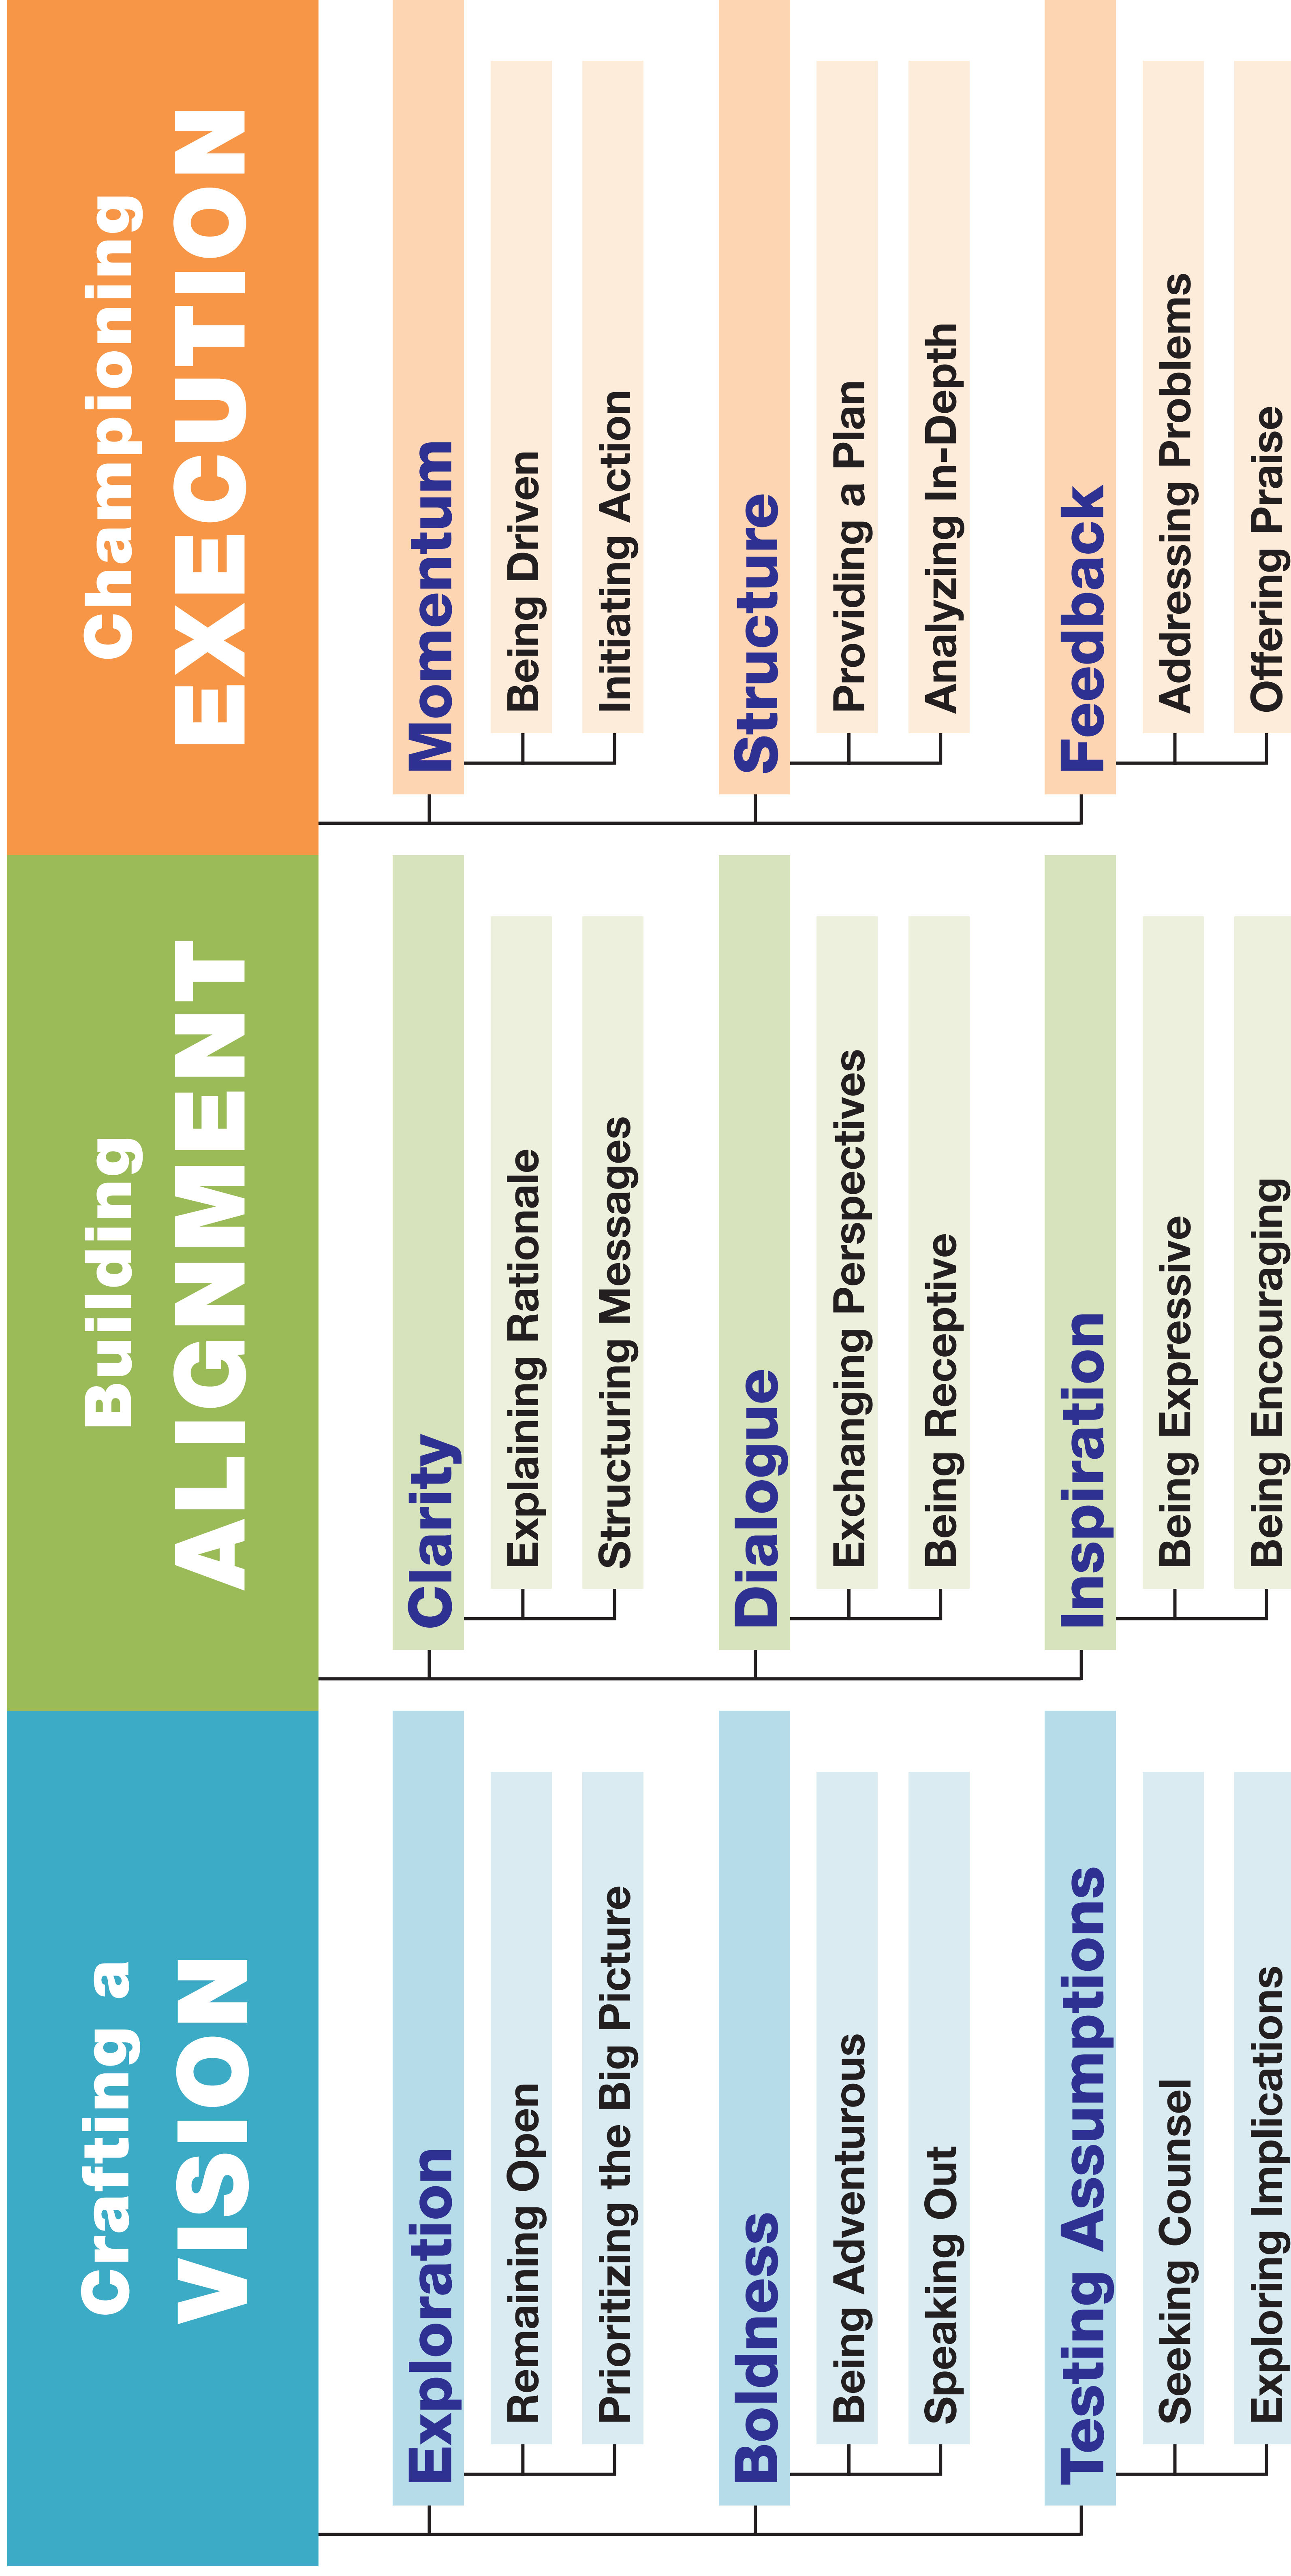 Crafting a
VISION
Exploration
Remaining Open
Prioritizing the Big Picture
Boldness
Being Adventurous
Speaking Out
Testing Assumptions
Seeking Counsel
Exploring Implications
Building
ALIGNMENT
Clarity
Explaining Rationale
Structuring Messages
Dialogue
Exchanging Perspectives
Being Receptive
Inspiration
Being Expressive
Being Encouraging
Championing
EXECUTION
Momentum
Being Driven
Initiating Action
Structure
Providing a Plan
Analyzing In-Depth
Feedback
Addressing Problems
Offering Praise